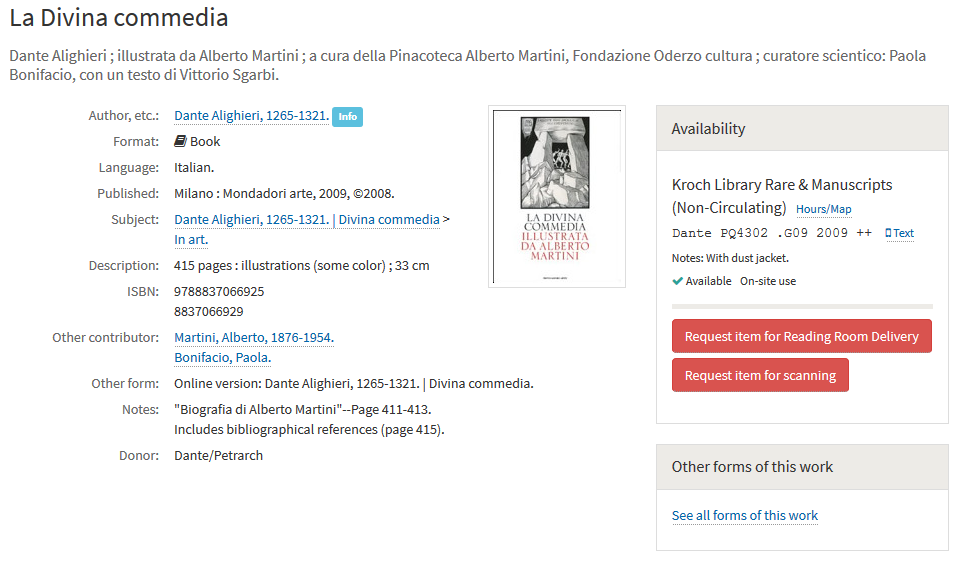 La Divina commedia
Dante Alighieri ; illustrata da Alberto Martini ; a cura della Pinacoteca Alberto Martini, Fondazione Oderzo cultura ; curatore scientico: Paola
Bonifacio, con un testo di Vittorio Sgarbi.
Author, etc.: Dante Alighieri, 1265-1321. Info
Format: Book
Language: Italian.
Published: Milano : Mondadori arte, 2009, ©2008.
Subject: Dante Alighieri, 1265-1321. | Divina commedia >
In art.
Description: 415 pages : illustrations (some color) ; 33 cm
ISBN: 9788837066925
8837066929
Other contributor: Martini, Alberto, 1876-1954.
Bonifacio, Paola.
Other form: Online version: Dante Alighieri, 1265-1321. | Divina commedia.
Notes: "Biografia di Alberto Martini"--Page 411-413.
Includes bibliographical references (page 415).
Donor: Dante/Petrarch
LA DIVINA
COMMEDIA
ILLUSTRATA
DA ALBERTO
MARTINI
Availability
Kroch Library Rare & Manuscripts
(Non-Circulating) Hours/Map
Dante PQ4302 .G09 2009 ++ Text
Notes: With dust jacket.
Available On-site use
Request item for Reading Room Delivery
Request item for scanning
Other forms of this work
See all forms of this work